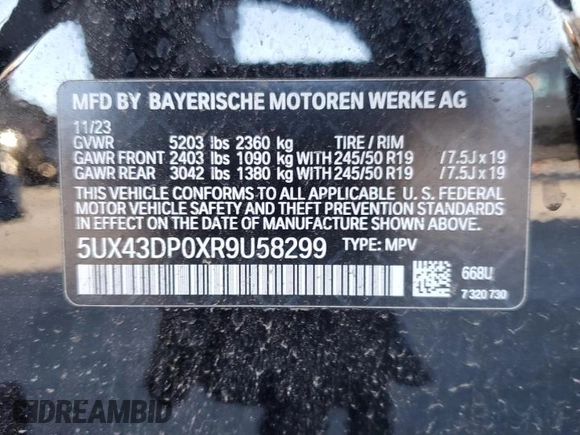 MFD BY BAYERISCHE MOTOREN WERKE AG
11/23
GVWR 5203 lbs 2360 kg TIRE / RIM
GAWR FRONT 2403 lbs 1090 kg WITH 245/50 R19 /7.5J x 19
GAWR REAR 3042 lbs 1380 kg WITH 245/50 R19 /7.5J x 19
THIS VEHICLE CONFORMS TO ALL APPLICABLE U. S. FEDERAL
MOTOR VEHICLE SAFETY AND THEFT PREVENTION STANDARDS
IN EFFECT ON THE DATE OF MANUFACTURE SHOWN ABOVE.
5UX43DP0XR9U58299 TYPE: MPV
668U
7 320 730
DREAMBID